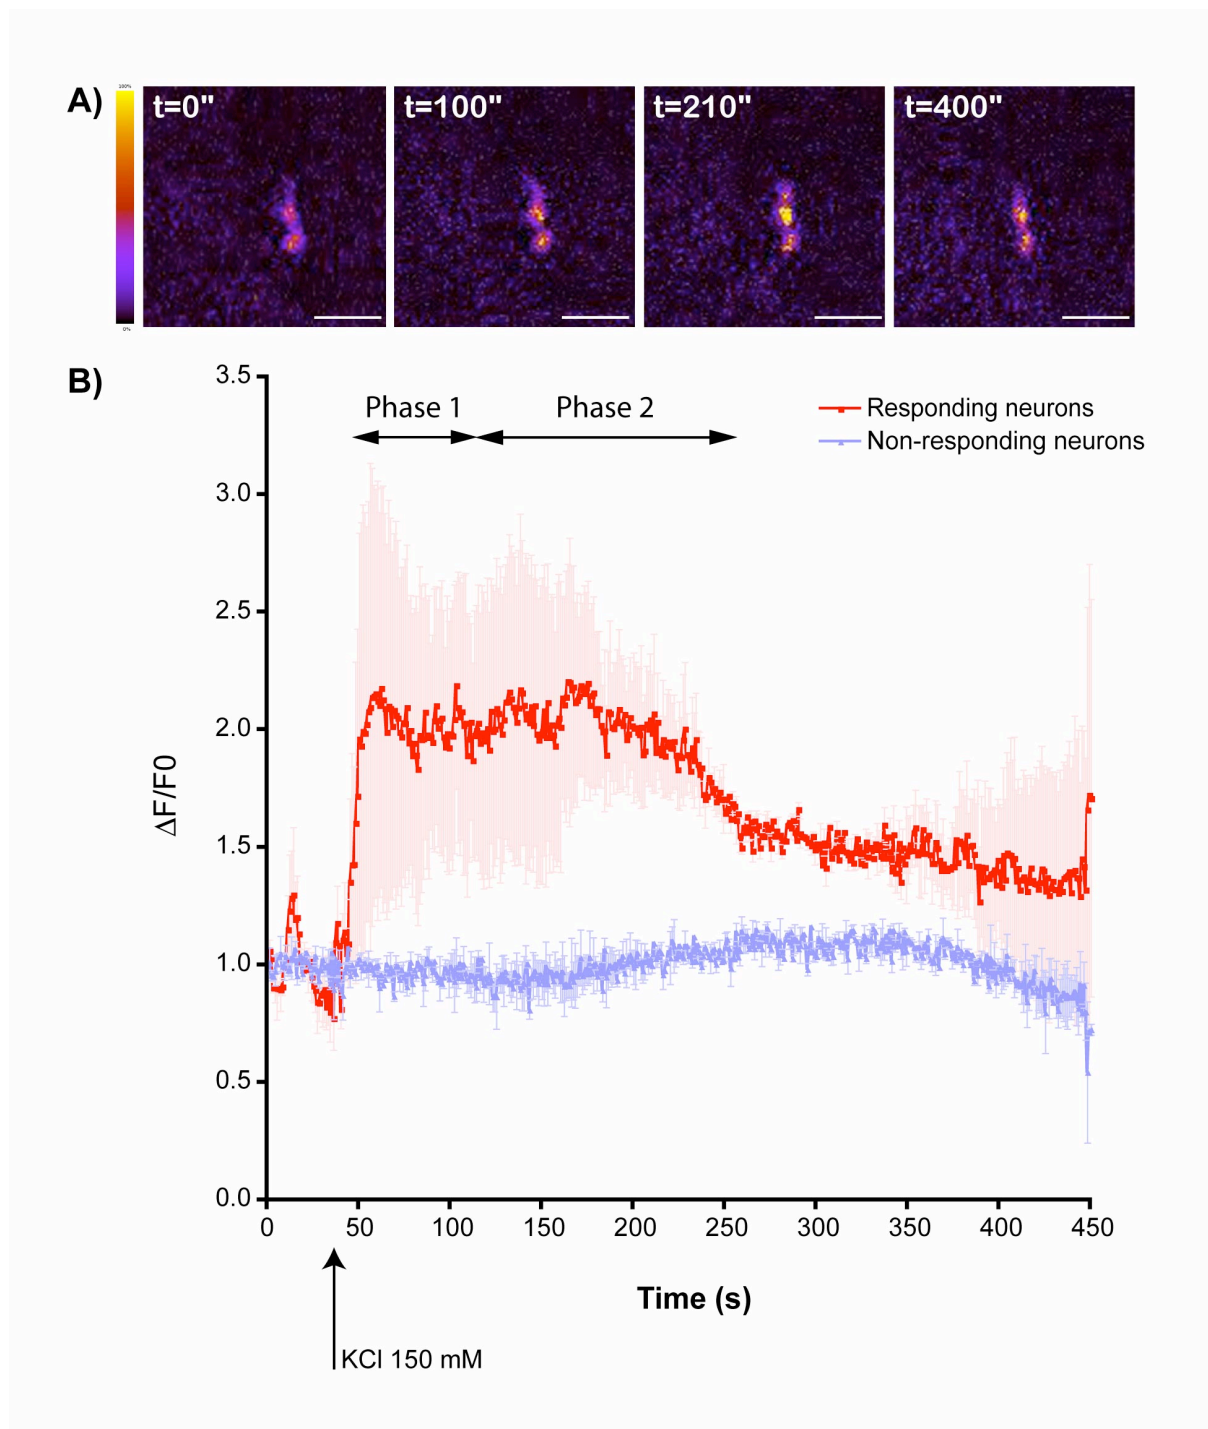 A)
100%
0%
t=0"
t=100"
t=210"
t=400"
B)
3.5
3.0
2.5
2.0
1.5
1.0
0.5
0.0
ΔF/F0
Phase 1
Phase 2
Responding neurons
Non-responding neurons
0 50 100 150 200 250 300 350 400 450
Time (s)
KCl 150 mM